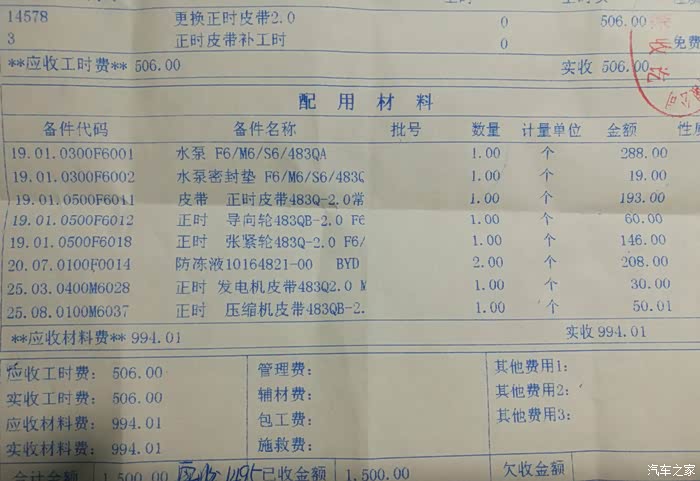 14578 更换正时皮带2.0 0 506.00
3 正时皮带补工时 0 免费
**应收工时费** 506.00 实收 506.00
配 用 材 料
备件代码 备件名称 批号 数量 计量单位 金额
19.01.0300F6001 水泵 F6/M6/S6/483QA 1.00 个 288.00
19.01.0300F6002 水泵密封垫 F6/M6/S6/483Q 1.00 个 19.00
19.01.0500F6011 皮带 正时皮带483Q-2.0常 1.00 个 193.00
19.01.0500F6012 正时 导向轮483QB-2.0 F6 1.00 个 60.00
19.01.0500F6018 正时 张紧轮483Q-2.0 F6/ 1.00 个 146.00
20.07.0100F0014 防冻液10164821-00 BYD 2.00 个 208.00
25.03.0400M6028 正时 发电机皮带483Q2.0 M 1.00 个 30.00
25.08.0100M6037 正时 压缩机皮带483QB-2. 1.00 个 50.01
**应收材料费** 994.01 实收 994.01
应收工时费: 506.00 管理费: 其他费用1:
实收工时费: 506.00 辅材费: 其他费用2:
应收材料费: 994.01 包工费: 其他费用3:
实收材料费: 994.01 施救费:
合计金额 1,500.00 已收金额 1,500.00 欠收金额
汽车之家